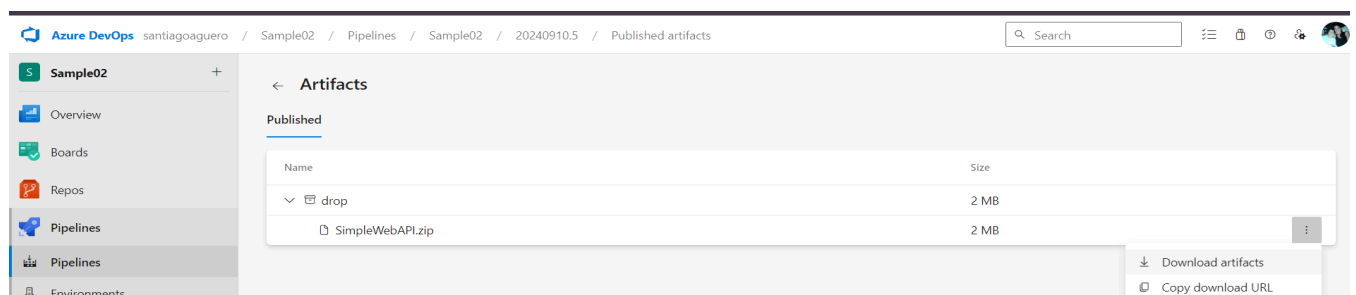 Azure DevOps santiagoaguero / Sample02 / Pipelines / Sample02 / 20240910.5 / Published artifacts
Search
S Sample02 +
Overview
Boards
Repos
Pipelines
Pipelines
Environments
← Artifacts
Published
Name Size
drop 2 MB
SimpleWebAPI.zip 2 MB
Download artifacts
Copy download URL